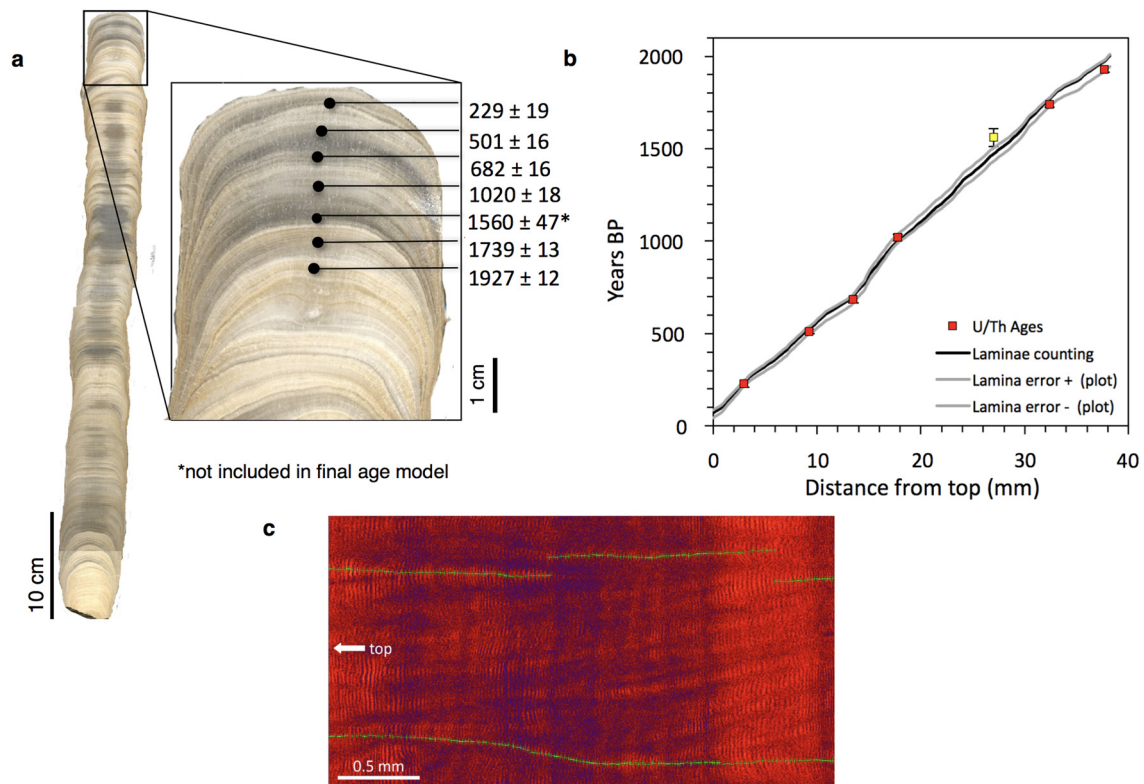 a
229 ± 19
501 ± 16
682 ± 16
1020 ± 18
1560 ± 47*
1739 ± 13
1927 ± 12
1 cm
*not included in final age model
10 cm
b
2000
1500
1000
500
0
Years BP
U/Th Ages
Laminae counting
Lamina error + (plot)
Lamina error - (plot)
0 10 20 30 40
Distance from top (mm)
c
top
0.5 mm